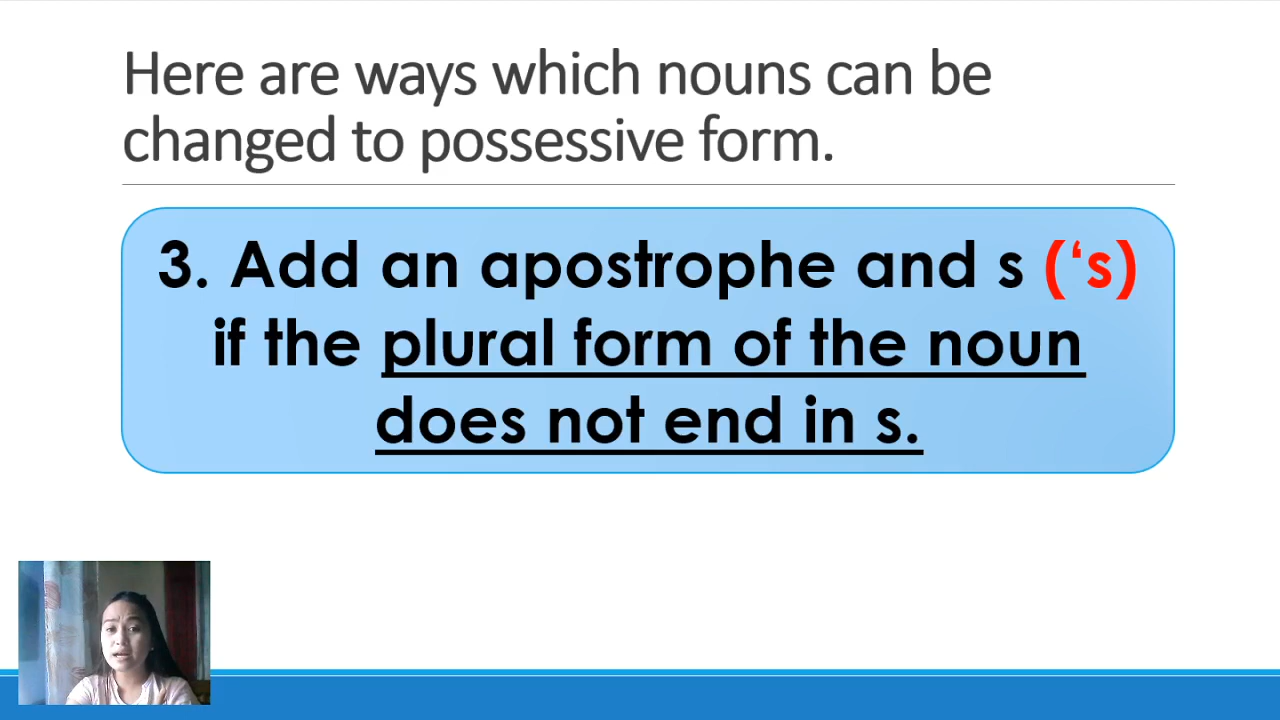 Here are ways which nouns can be
changed to possessive form.
3. Add an apostrophe and s (‘s)
if the plural form of the noun
does not end in s.